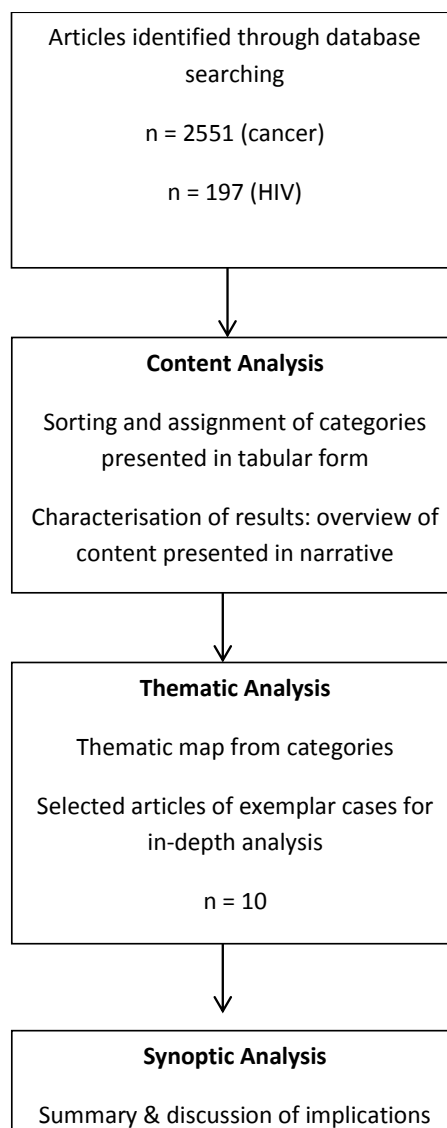 Articles identified through database
searching
n = 2551 (cancer)
n = 197 (HIV)
Content Analysis
Sorting and assignment of categories
presented in tabular form
Characterisation of results: overview of
content presented in narrative
Thematic Analysis
Thematic map from categories
Selected articles of exemplar cases for
in-depth analysis
n = 10
Synoptic Analysis
Summary & discussion of implications